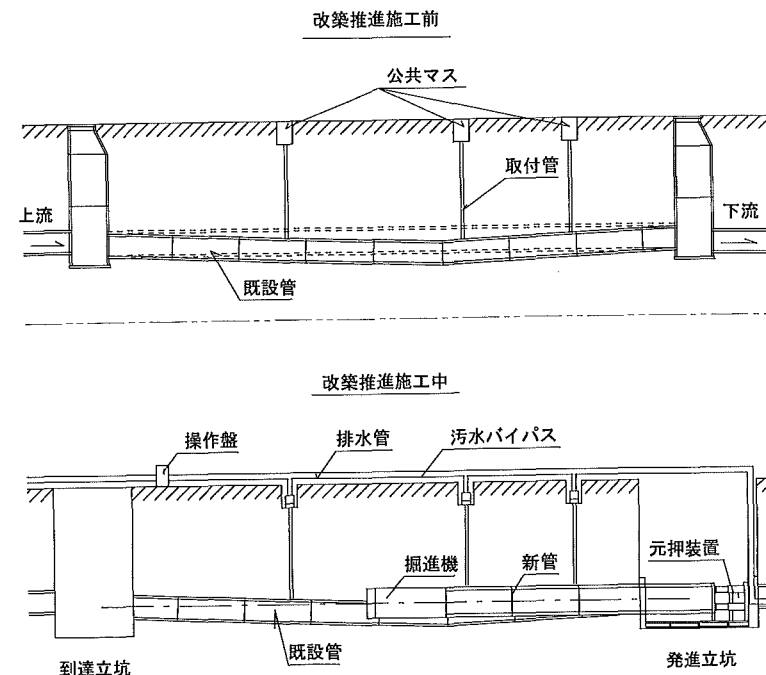 改築推進施工前
公共マス
取付管
上流
下流
既設管
改築推進施工中
操作盤
排水管
汚水バイパス
掘進機
新管
元押装置
既設管
到達立坑
発進立坑